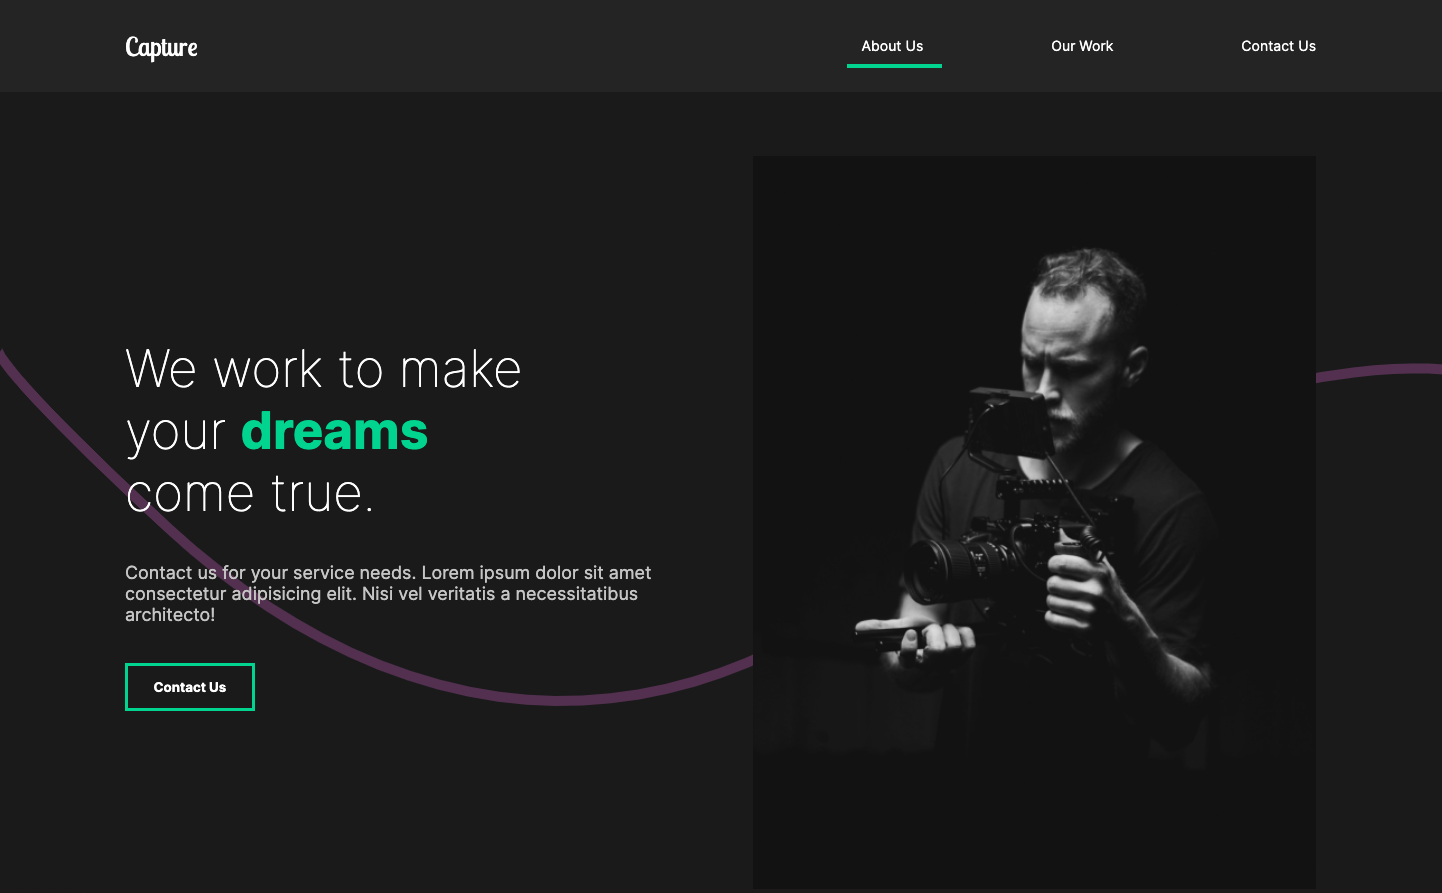 Capture
About Us
Our Work
Contact Us
We work to make
your dreams
come true.
Contact us for your service needs. Lorem ipsum dolor sit amet
consectetur adipisicing elit. Nisi vel veritatis a necessitatibus
architecto!
Contact Us